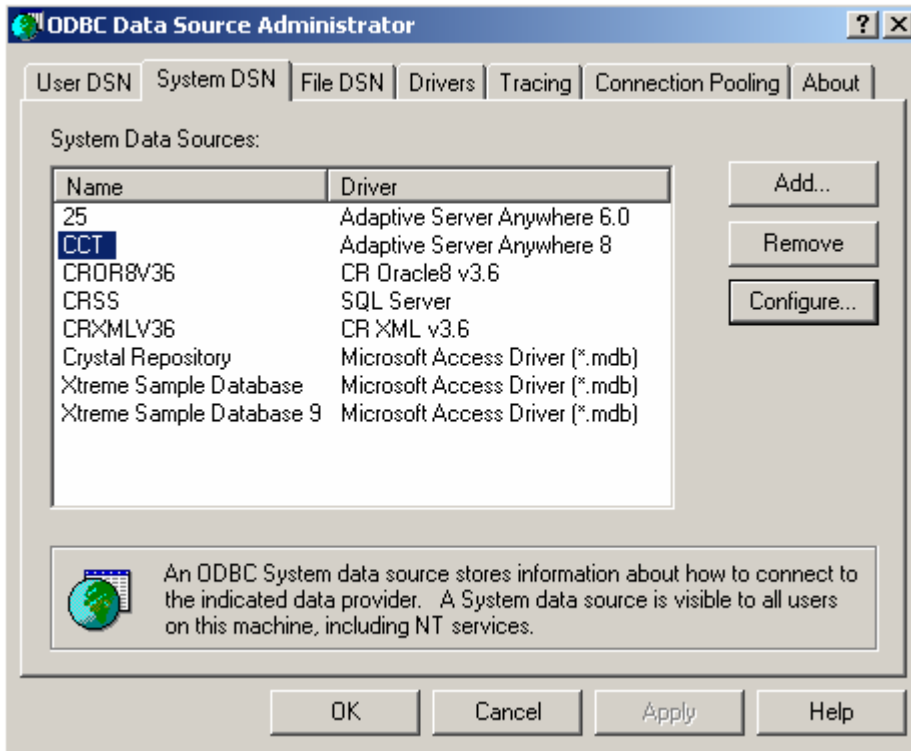 ODBC Data Source Administrator
User DSN System DSN File DSN Drivers Tracing Connection Pooling About
System Data Sources:
Name Driver
25 Adaptive Server Anywhere 6.0
CCT Adaptive Server Anywhere 8
CROR8V36 CR Oracle8 v3.6
CRSS SQL Server
CRXMLV36 CR XML v3.6
Crystal Repository Microsoft Access Driver (*.mdb)
Xtreme Sample Database Microsoft Access Driver (*.mdb)
Xtreme Sample Database 9 Microsoft Access Driver (*.mdb)
Add...
Remove
Configure...
An ODBC System data source stores information about how to connect to
the indicated data provider. A System data source is visible to all users
on this machine, including NT services.
OK Cancel Apply Help